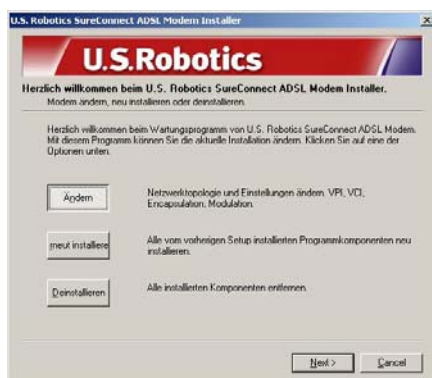 U.S. Robotics SureConnect ADSL Modem Installer
U.S.Robotics
Herzlich willkommen beim U.S. Robotics SureConnect ADSL Modem Installer.
Modem ändern, neu installieren oder deinstallieren.
Herzlich willkommen beim Wartungsprogramm von U.S. Robotics SureConnect ADSL Modem.
Mit diesem Programm können Sie die aktuelle Installation ändern. Klicken Sie auf eine der
Optionen unten.
Ändern
Netzwerktopologie und Einstellungen ändern. VPI, VCI,
Encapsulation, Modulation.
rneut installiere
Alle vom vorherigen Setup installierten Programmkomponenten neu
installieren.
Deinstallieren
Alle installierten Komponenten entfernen.
Next >
Cancel